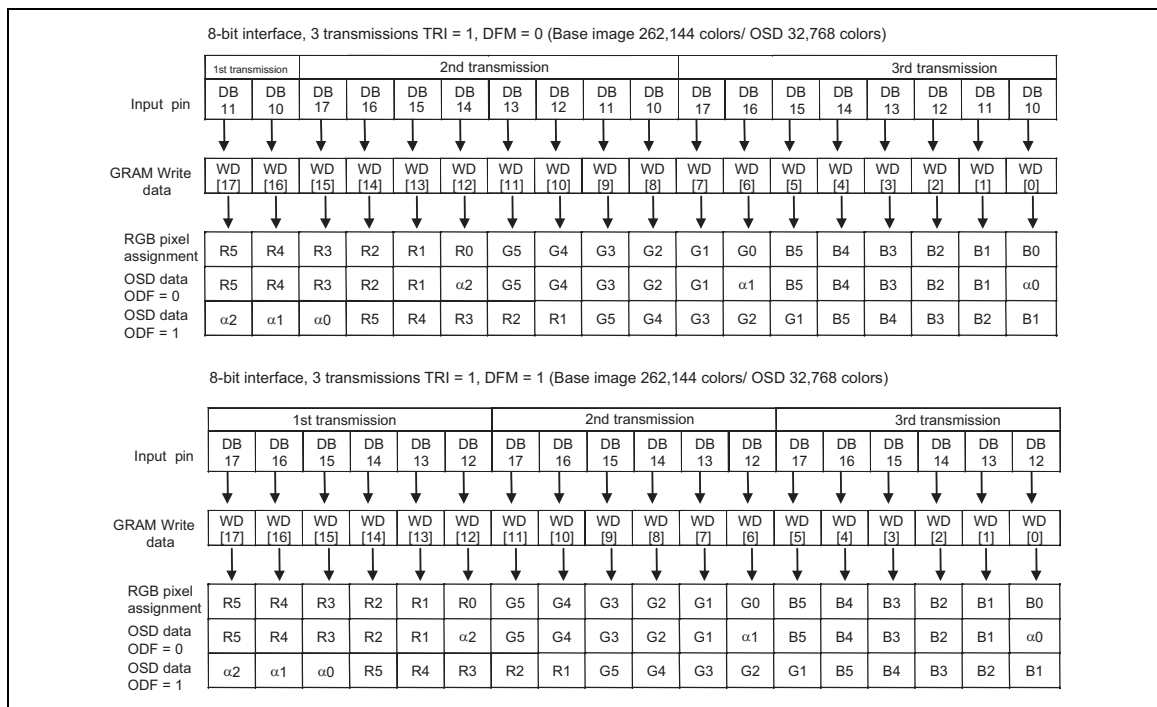 8-bit interface, 3 transmissions TRI = 1, DFM = 0 (Base image 262,144 colors/ OSD 32,768 colors)
1st transmission 2nd transmission 3rd transmission
Input pin DB 11 DB 10 DB 17 DB 16 DB 15 DB 14 DB 13 DB 12 DB 11 DB 10 DB 17 DB 16 DB 15 DB 14 DB 13 DB 12 DB 11 DB 10
GRAM Write data WD [17] WD [16] WD [15] WD [14] WD [13] WD [12] WD [11] WD [10] WD [9] WD [8] WD [7] WD [6] WD [5] WD [4] WD [3] WD [2] WD [1] WD [0]
RGB pixel assignment R5 R4 R3 R2 R1 R0 G5 G4 G3 G2 G1 G0 B5 B4 B3 B2 B1 B0
OSD data ODF = 0 R5 R4 R3 R2 R1 α2 G5 G4 G3 G2 G1 α1 B5 B4 B3 B2 B1 α0
OSD data ODF = 1 α2 α1 α0 R5 R4 R3 R2 R1 G5 G4 G3 G2 G1 B5 B4 B3 B2 B1
8-bit interface, 3 transmissions TRI = 1, DFM = 1 (Base image 262,144 colors/ OSD 32,768 colors)
1st transmission 2nd transmission 3rd transmission
Input pin DB 17 DB 16 DB 15 DB 14 DB 13 DB 12 DB 17 DB 16 DB 15 DB 14 DB 13 DB 12 DB 17 DB 16 DB 15 DB 14 DB 13 DB 12
GRAM Write data WD [17] WD [16] WD [15] WD [14] WD [13] WD [12] WD [11] WD [10] WD [9] WD [8] WD [7] WD [6] WD [5] WD [4] WD [3] WD [2] WD [1] WD [0]
RGB pixel assignment R5 R4 R3 R2 R1 R0 G5 G4 G3 G2 G1 G0 B5 B4 B3 B2 B1 B0
OSD data ODF = 0 R5 R4 R3 R2 R1 α2 G5 G4 G3 G2 G1 α1 B5 B4 B3 B2 B1 α0
OSD data ODF = 1 α2 α1 α0 R5 R4 R3 R2 R1 G5 G4 G3 G2 G1 B5 B4 B3 B2 B1